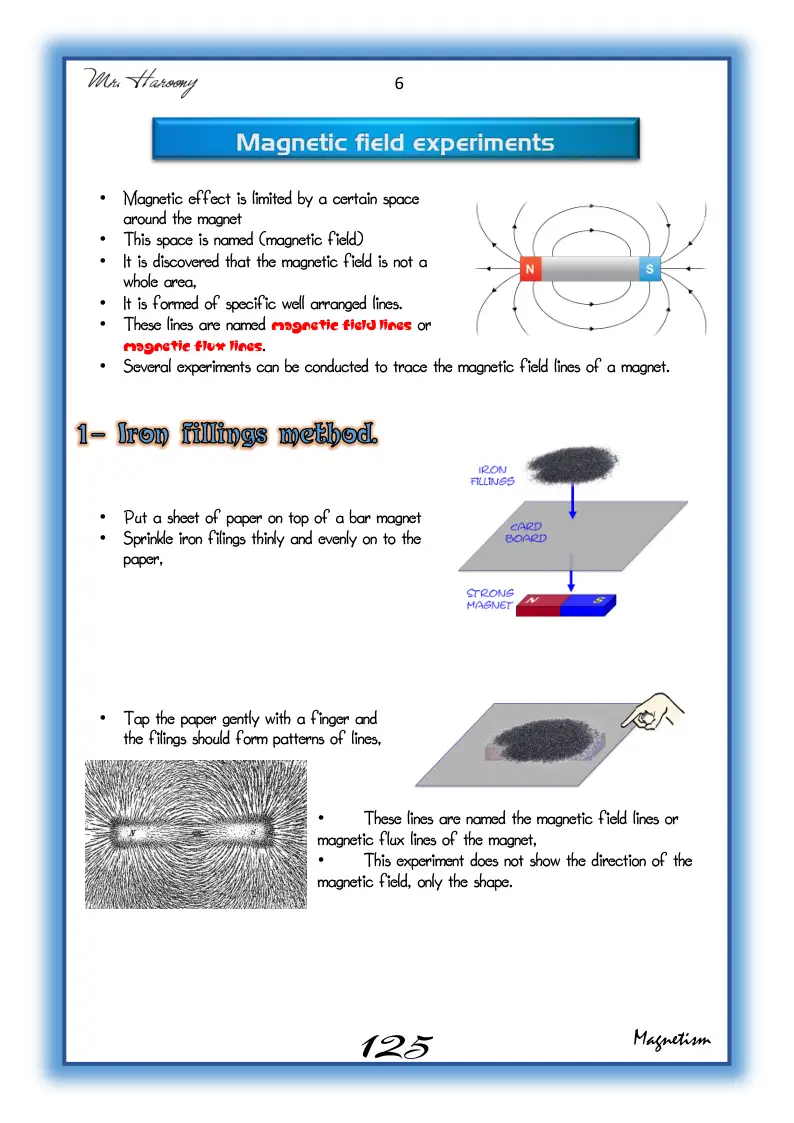 Mr. Haroony
6
Magnetic field experiments
• Magnetic effect is limited by a certain space
around the magnet
• This space is named (magnetic field)
• It is discovered that the magnetic field is not a
whole area,
• It is formed of specific well arranged lines.
• These lines are named magnetic field lines or
magnetic flux lines.
• Several experiments can be conducted to trace the magnetic field lines of a magnet.
N S
1- Iron fillings method.
IRON
FILLINGS
• Put a sheet of paper on top of a bar magnet
• Sprinkle iron filings thinly and evenly on to the
paper,
CARD
BOARD
STRONG
MAGNET
N S
• Tap the paper gently with a finger and
the filings should form patterns of lines,
N S
• These lines are named the magnetic field lines or
magnetic flux lines of the magnet,
• This experiment does not show the direction of the
magnetic field, only the shape.
125
Magnetism